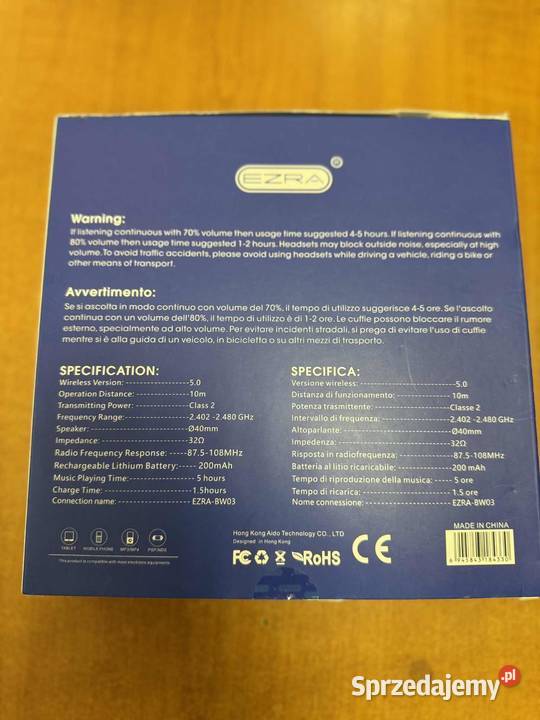 EZRA ®
Warning:
If listening continuous with 70% volume then usage time suggested 4-5 hours. If listening continuous with
80% volume then usage time suggested 1-2 hours. Headsets may block outside noise, especially at high
volume. To avoid traffic accidents, please avoid using headsets while driving a vehicle, riding a bike or
other means of transport.
Avvertimento:
Se si ascolta in modo continuo con volume del 70%, il tempo di utilizzo suggerisce 4-5 ore. Se l'ascolto
continua con un volume dell'80%, il tempo di utilizzo è di 1-2 ore. Le cuffie possono bloccare il rumore
esterno, specialmente ad alto volume. Per evitare incidenti stradali, si prega di evitare l'uso di cuffie
mentre si è alla guida di un veicolo, in bicicletta o su altri mezzi di trasporto.
SPECIFICATION:
Wireless Version: 5.0
Operation Distance: 10m
Transmitting Power: Class 2
Frequency Range: 2.402 -2.480 GHz
Speaker: Ø40mm
Impedance: 32Ω
Radio Frequency Response: 87.5-108MHz
Rechargeable Lithium Battery: 200mAh
Music Playing Time: 5 hours
Charge Time: 1.5hours
Connection name: EZRA-BW03
SPECIFICA:
Versione wireless: 5.0
Distanza di funzionamento: 10m
Potenza trasmittente: Classe 2
Intervallo di frequenza: 2.402 -2.480 GHz
Altoparlante: Ø40mm
Impedenza: 32Ω
Risposta in radiofrequenza: 87.5-108MHz
Batteria al litio ricaricabile: 200 mAh
Tempo di riproduzione della musica: 5 ore
Tempo di ricarica: 1.5 ore
Nome connessione: EZRA-BW03
TABLET MOBILE PHONE MP3/MP4 PSP/NDS
This product is compatible with most electronic equipments
Hong Kong Aido Technology CO., LTD
Designed in Hong Kong
FC RoHS CE
MADE IN CHINA
6 945843 184330
Sprzedajemy.pl